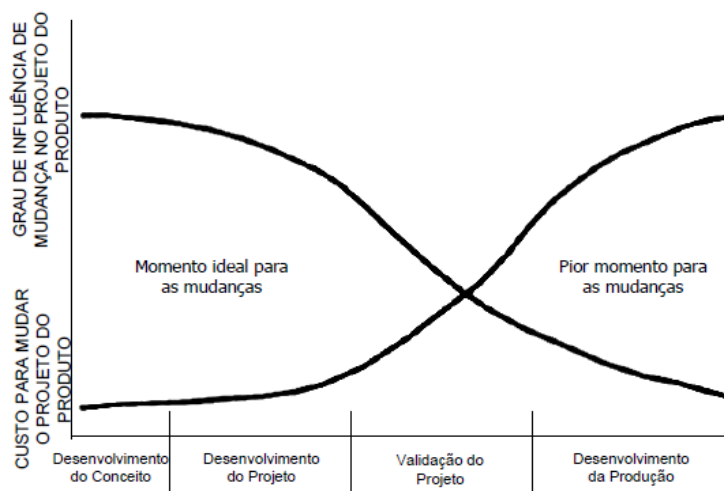 GRAU DE INFLUÊNCIA DE
MUDANÇA NO PROJETO DO
PRODUTO
CUSTO PARA MUDAR
O PROJETO DO
PRODUTO
Momento ideal para
as mudanças
Pior momento para
as mudanças
Desenvolvimento
do Conceito
Desenvolvimento
do Projeto
Validação do
Projeto
Desenvolvimento
da Produção